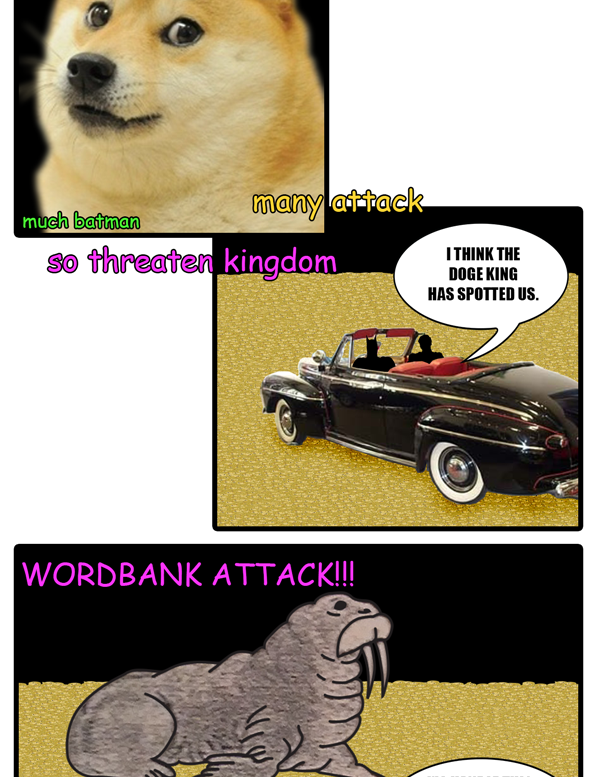 much batman
many attack
so threaten kingdom
I THINK THE
DOGE KING
HAS SPOTTED US.
WORDBANK ATTACK!!!